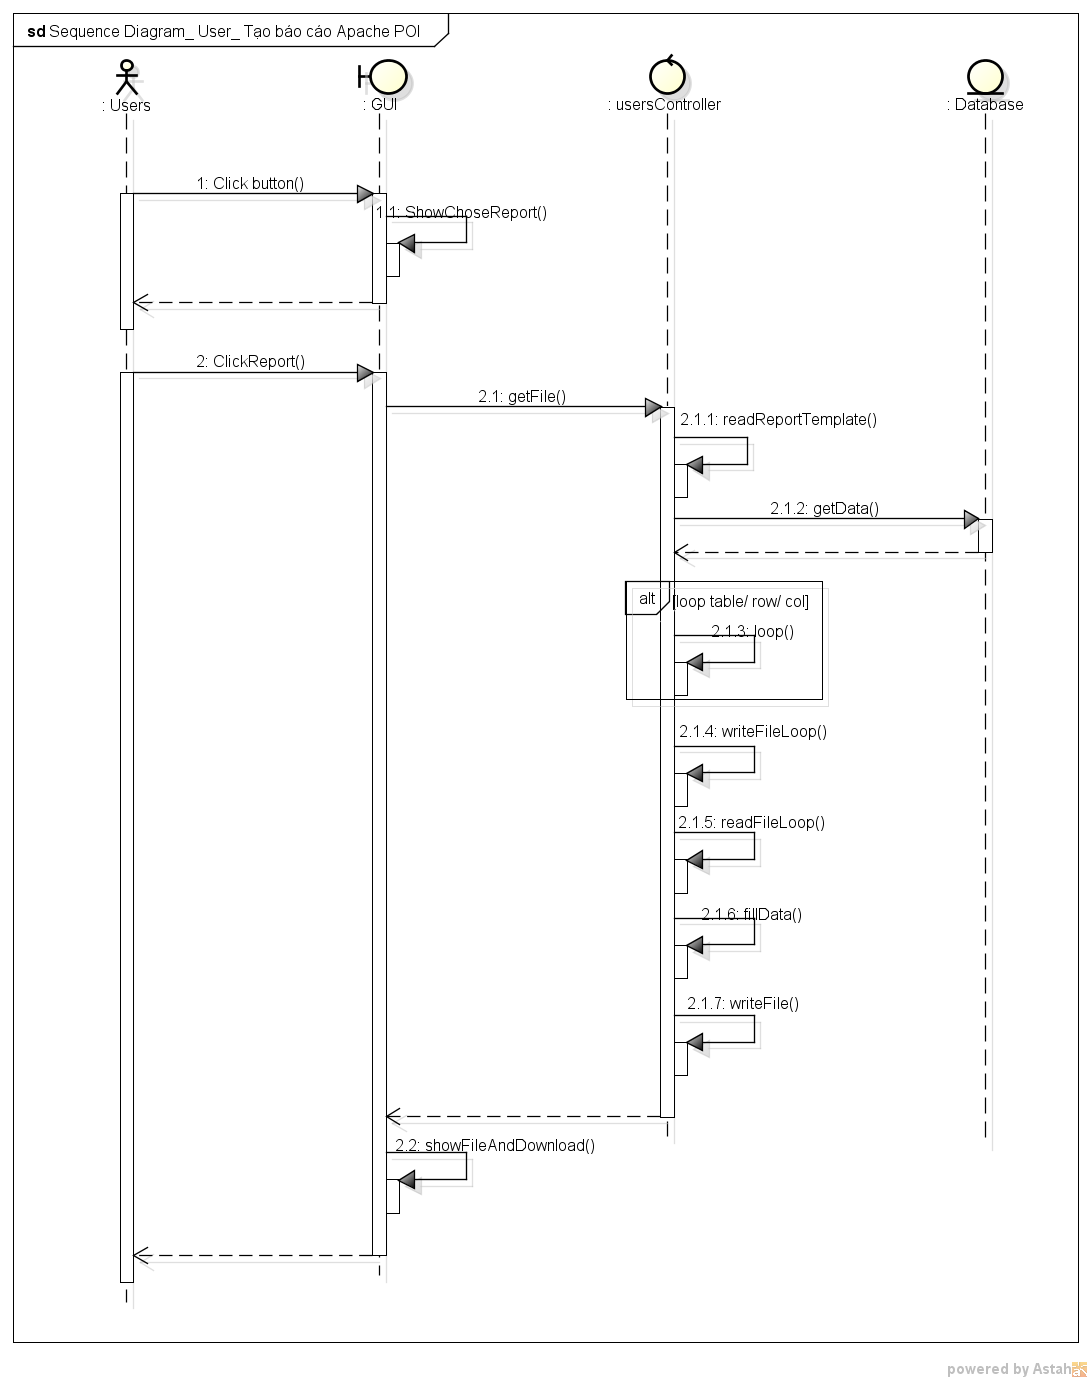 sd Sequence Diagram_ User_ Tạo báo cáo Apache POI
: Users
: GUI
: usersController
: Database
1: Click button()
1.1: ShowChoseReport()
2: ClickReport()
2.1: getFile()
2.1.1: readReportTemplate()
2.1.2: getData()
alt
[loop table/ row/ col]
2.1.3: loop()
2.1.4: writeFileLoop()
2.1.5: readFileLoop()
2.1.6: fillData()
2.1.7: writeFile()
2.2: showFileAndDownload()
powered by Astah